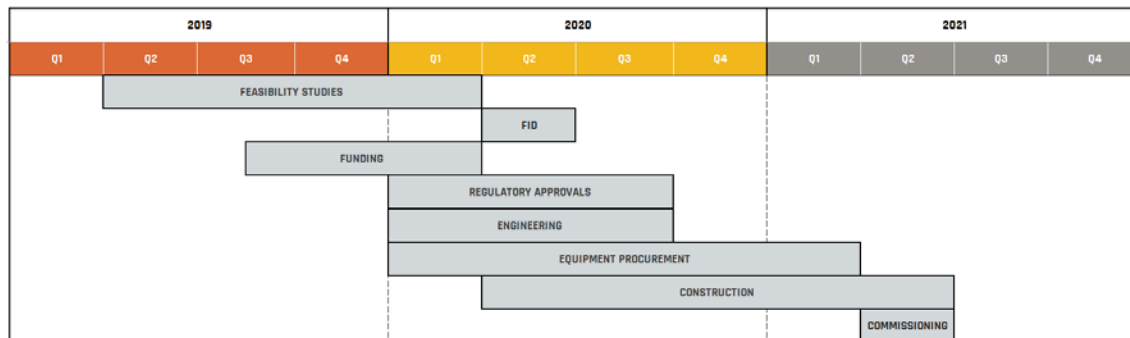 2019 2020 2021
Q1 Q2 Q3 Q4 Q1 Q2 Q3 Q4 Q1 Q2 Q3 Q4
FEASIBILITY STUDIES
FID
FUNDING
REGULATORY APPROVALS
ENGINEERING
EQUIPMENT PROCUREMENT
CONSTRUCTION
COMMISSIONING